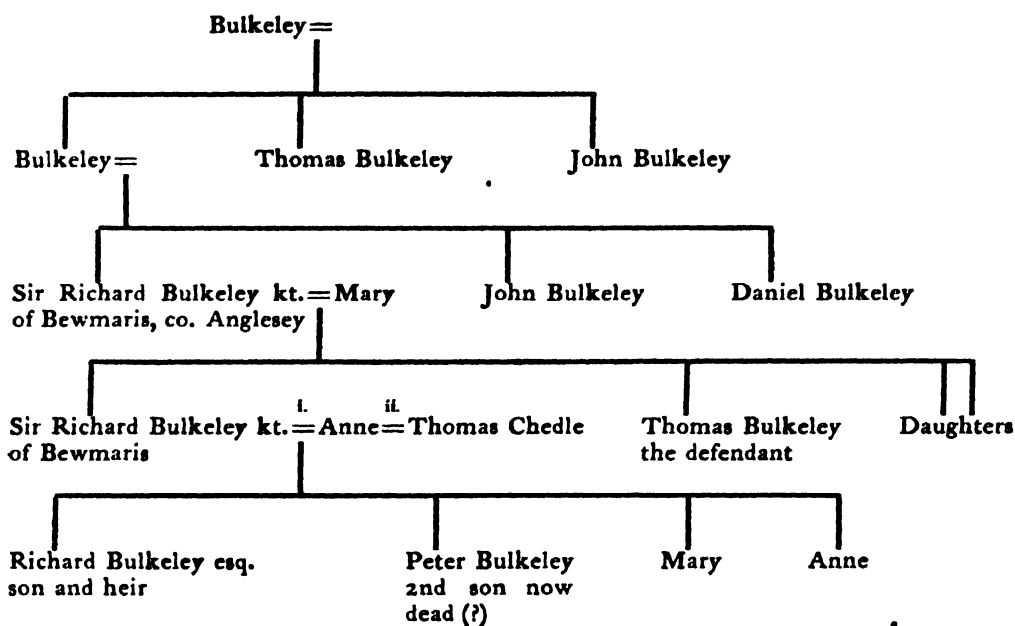 Bulkeley=
Bulkeley=
Thomas Bulkeley
John Bulkeley
Sir Richard Bulkeley kt.=Mary
of Bewmaris, co. Anglesey
John Bulkeley
Daniel Bulkeley
i. ii.
Sir Richard Bulkeley kt.=Anne=Thomas Chedle
of Bewmaris
Thomas Bulkeley
the defendant
Daughters
Richard Bulkeley esq.
son and heir
Peter Bulkeley
2nd son now
dead (?)
Mary
Anne